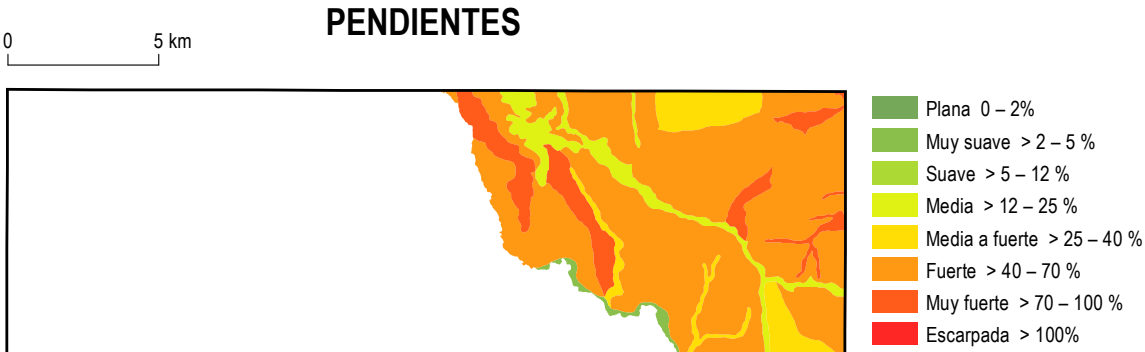 PENDIENTES
0 5 km
Plana 0 – 2%
Muy suave > 2 – 5 %
Suave > 5 – 12 %
Media > 12 – 25 %
Media a fuerte > 25 – 40 %
Fuerte > 40 – 70 %
Muy fuerte > 70 – 100 %
Escarpada > 100%